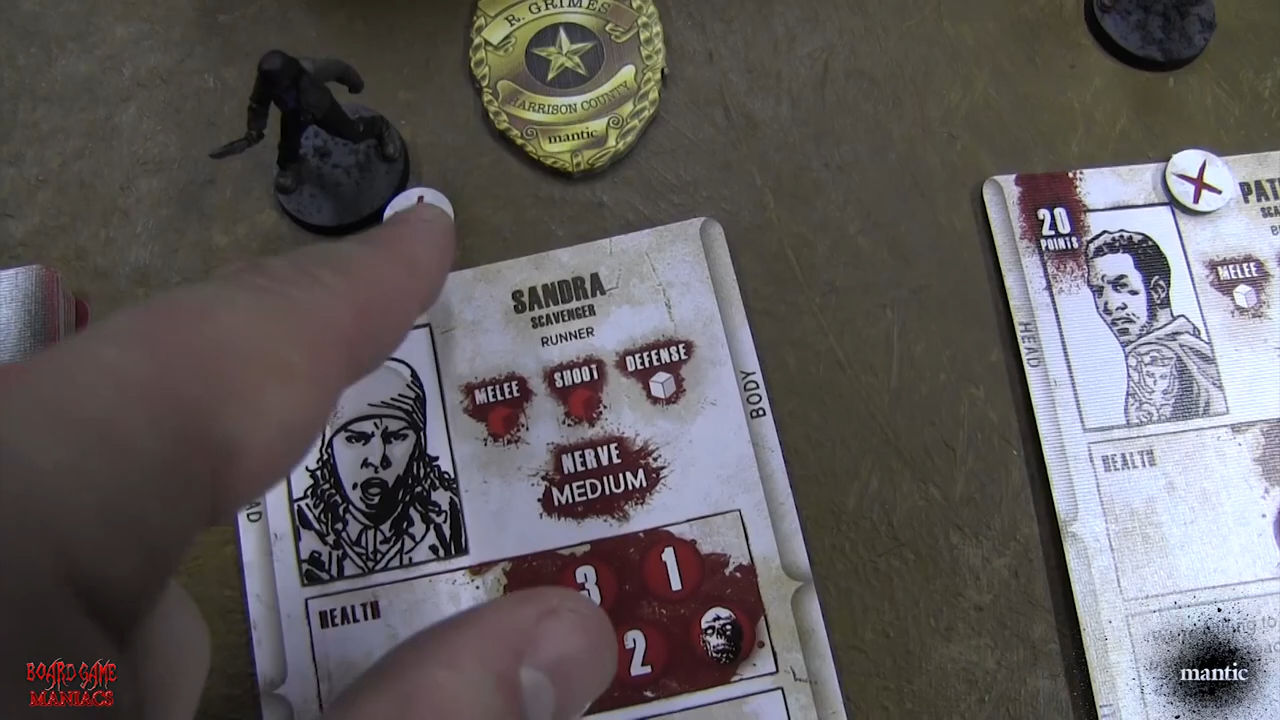 R. GRIMES
HARRISON COUNTY
mantic
SANDRA
SCAVENGER
RUNNER
MELEE
SHOOT
DEFENSE
NERVE
MEDIUM
BODY
HEALTH
3
1
2
20
POINTS
HEAD
MELEE
HEALTH
BOARD GAME
MANIACS
mantic